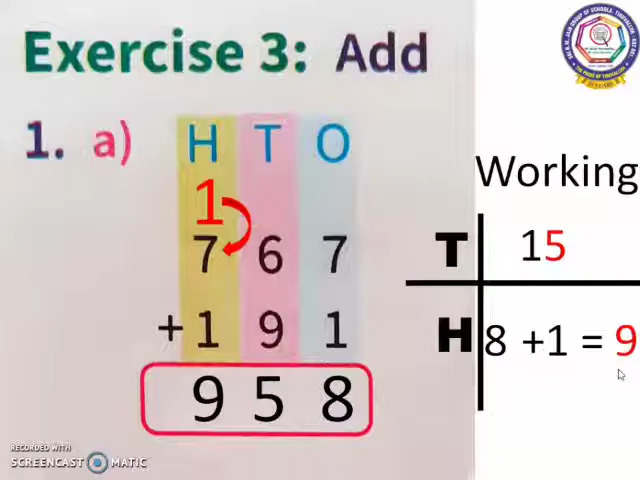 Exercise 3: Add
1. a) H T O
1
7 6 7
+ 1 9 1
9 5 8
Working
T 15
H 8 +1 = 9
RECORDED WITH
SCREENCAST MATIC